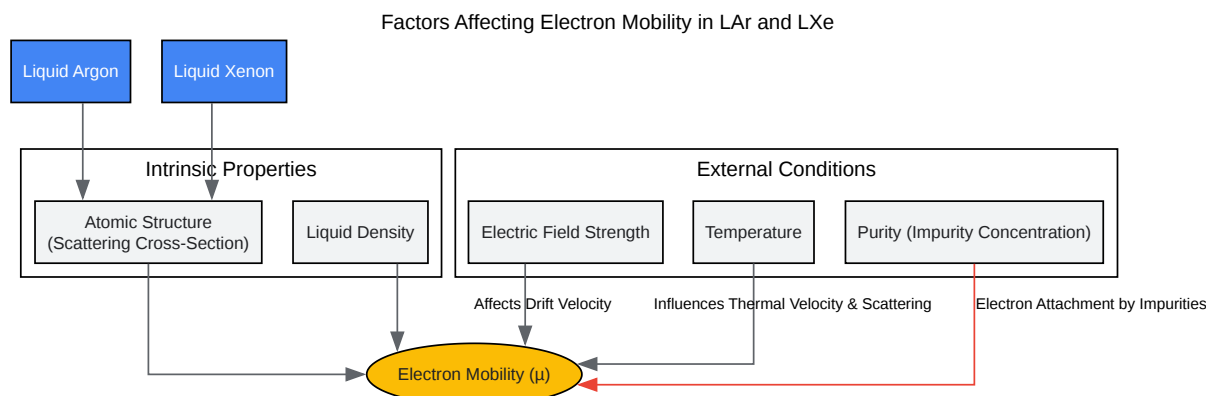 Factors Affecting Electron Mobility in LAr and LXe
Liquid Argon
Liquid Xenon
Intrinsic Properties
External Conditions
Atomic Structure
(Scattering Cross-Section)
Liquid Density
Electric Field Strength
Temperature
Purity (Impurity Concentration)
Affects Drift Velocity
Influences Thermal Velocity & Scattering
Electron Attachment by Impurities
Electron Mobility (μ)